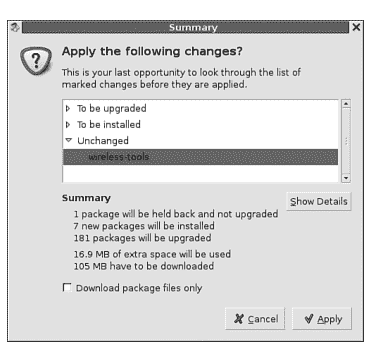 Summary
Apply the following changes?
This is your last opportunity to look through the list of
marked changes before they are applied.
To be upgraded
To be installed
Unchanged
wireless-tools
Summary
Show Details
1 package will be held back and not upgraded
7 new packages will be installed
181 packages will be upgraded
16.9 MB of extra space will be used
105 MB have to be downloaded
Download package files only
Cancel
Apply